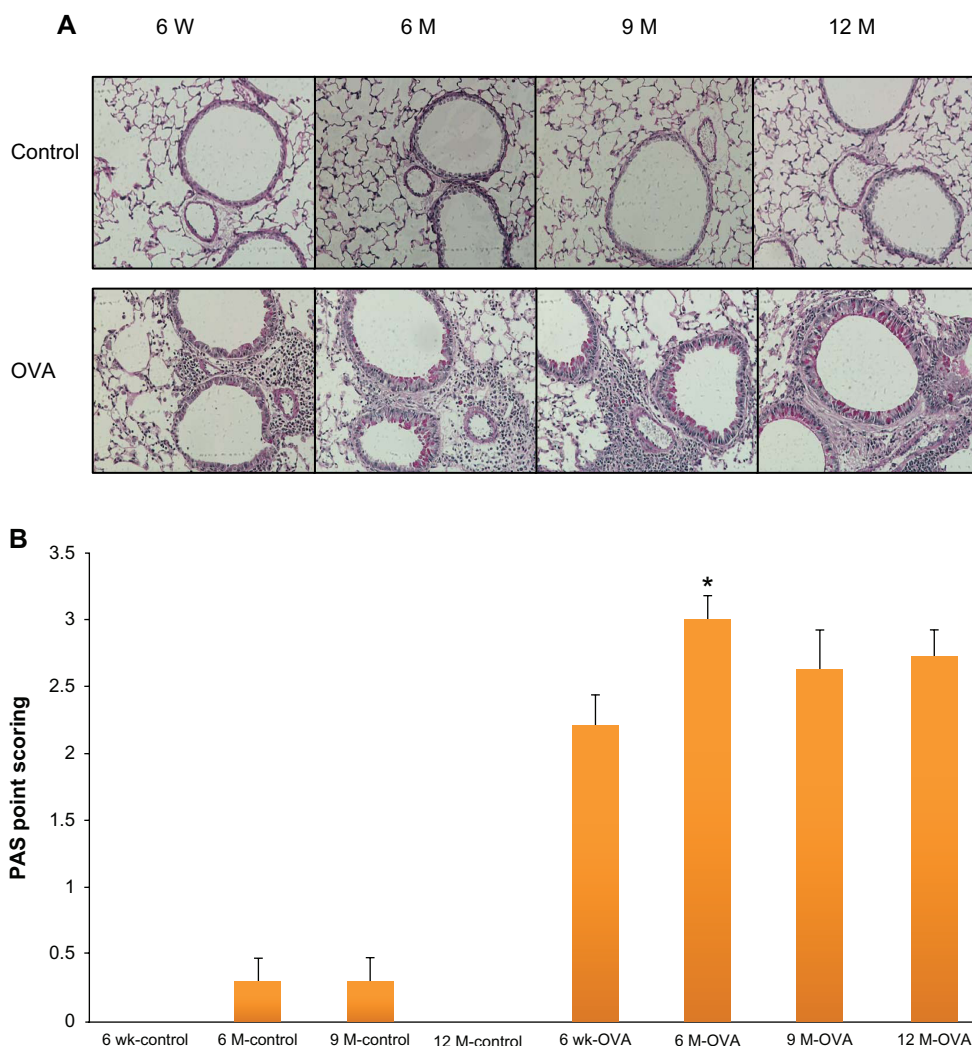 A
6 W 6 M 9 M 12 M
Control
OVA
B
PAS point scoring
3.5
3
2.5
2
1.5
1
0.5
0
*
6 wk-control 6 M-control 9 M-control 12 M-control 6 wk-OVA 6 M-OVA 9 M-OVA 12 M-OVA